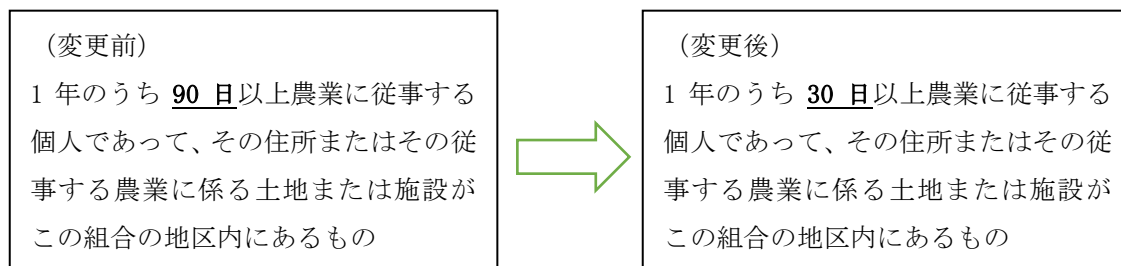 （変更前）
1 年のうち 90 日以上農業に従事する
個人であって、その住所またはその従
事する農業に係る土地または施設が
この組合の地区内にあるもの
（変更後）
1 年のうち 30 日以上農業に従事する
個人であって、その住所またはその従
事する農業に係る土地または施設が
この組合の地区内にあるもの